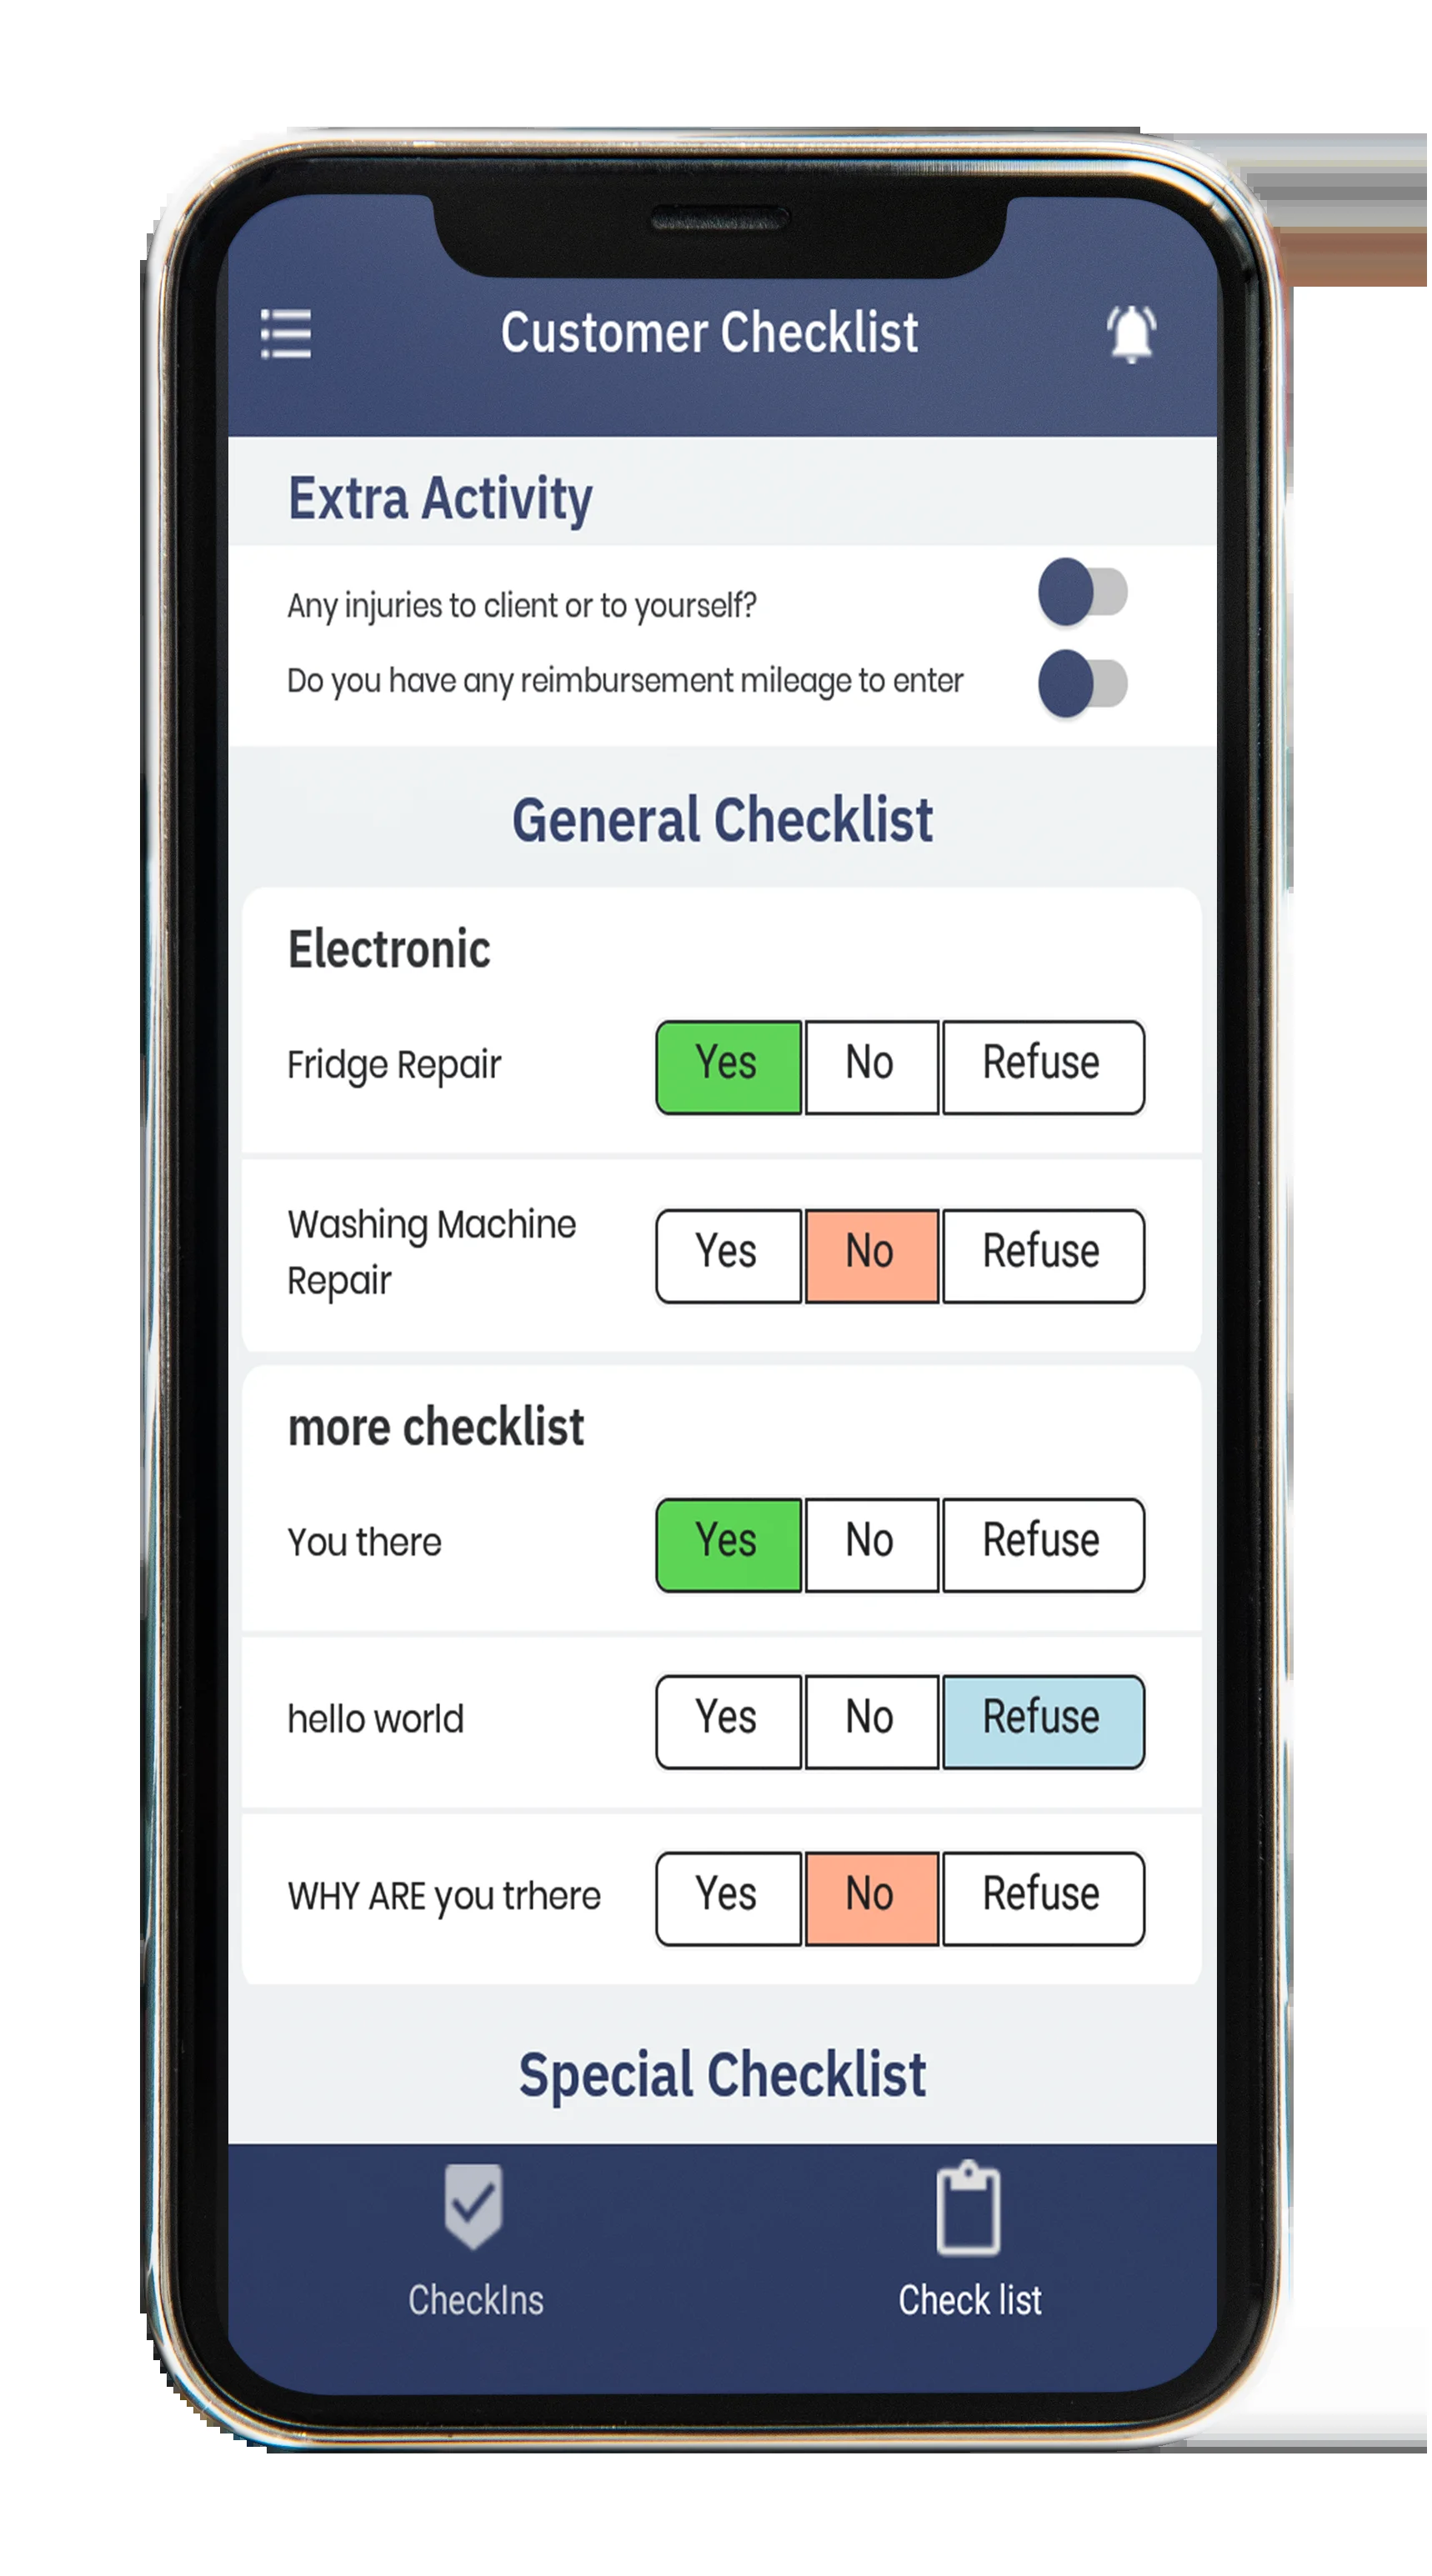 Customer Checklist
Extra Activity
Any injuries to client or to yourself?
Do you have any reimbursement mileage to enter
General Checklist
Electronic
Fridge Repair Yes No Refuse
Washing Machine
Repair
Yes No Refuse
more checklist
You there Yes No Refuse
hello world Yes No Refuse
WHY ARE you trhere Yes No Refuse
Special Checklist
CheckIns Check list